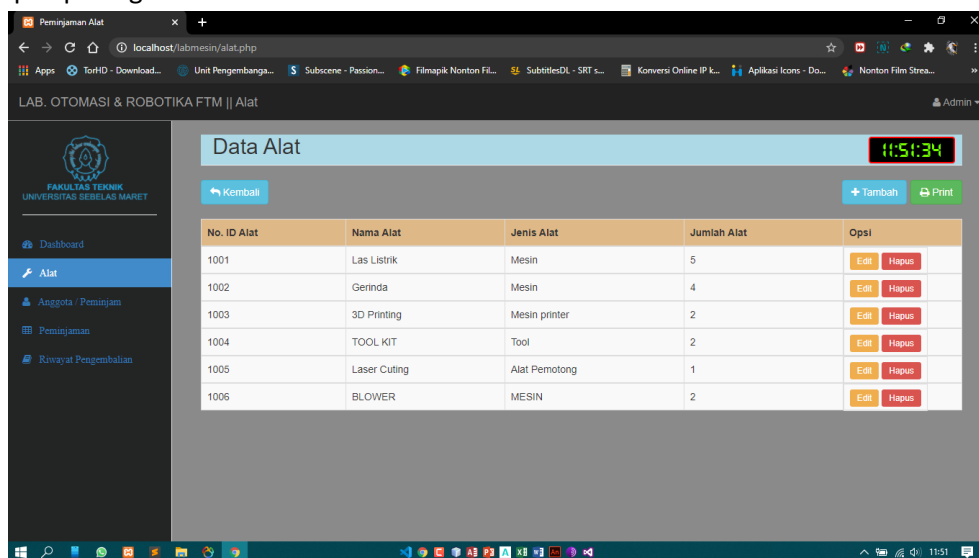 Peminjaman Alat
localhost/labmesin/alat.php
Apps TorHD - Download... Unit Pengembanga... Subscene - Passion... Filmapik Nonton Fil... SubtitlesDL - SRT s... Konversi Online IP k... Aplikasi Icons - Do... Nonton Film Strea... »
LAB. OTOMASI & ROBOTIKA FTM || Alat Admin
FAKULTAS TEKNIK
UNIVERSITAS SEBELAS MARET
Dashboard
Alat
Anggota / Peminjam
Peminjaman
Riwayat Pengembalian
Data Alat 11:51:34
Kembali Tambah Print
No. ID Alat Nama Alat Jenis Alat Jumlah Alat Opsi
1001 Las Listrik Mesin 5 Edit Hapus
1002 Gerinda Mesin 4 Edit Hapus
1003 3D Printing Mesin printer 2 Edit Hapus
1004 TOOL KIT Tool 2 Edit Hapus
1005 Laser Cuting Alat Pemotong 1 Edit Hapus
1006 BLOWER MESIN 2 Edit Hapus
11:51